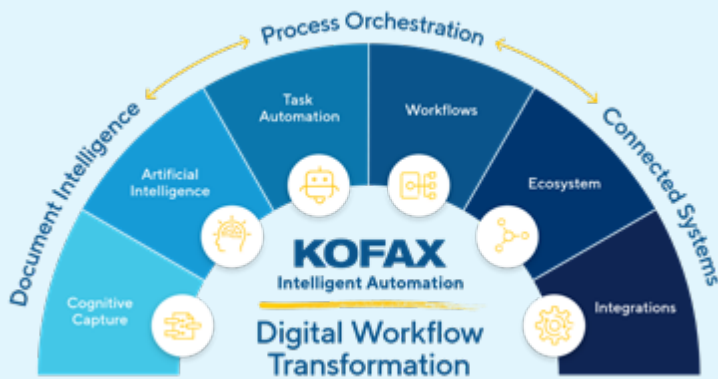 Process Orchestration
Document Intelligence
Connected Systems
Task
Automation
Workflows
Artificial
Intelligence
Ecosystem
Cognitive
Capture
Integrations
KOFAX
Intelligent Automation
Digital Workflow
Transformation